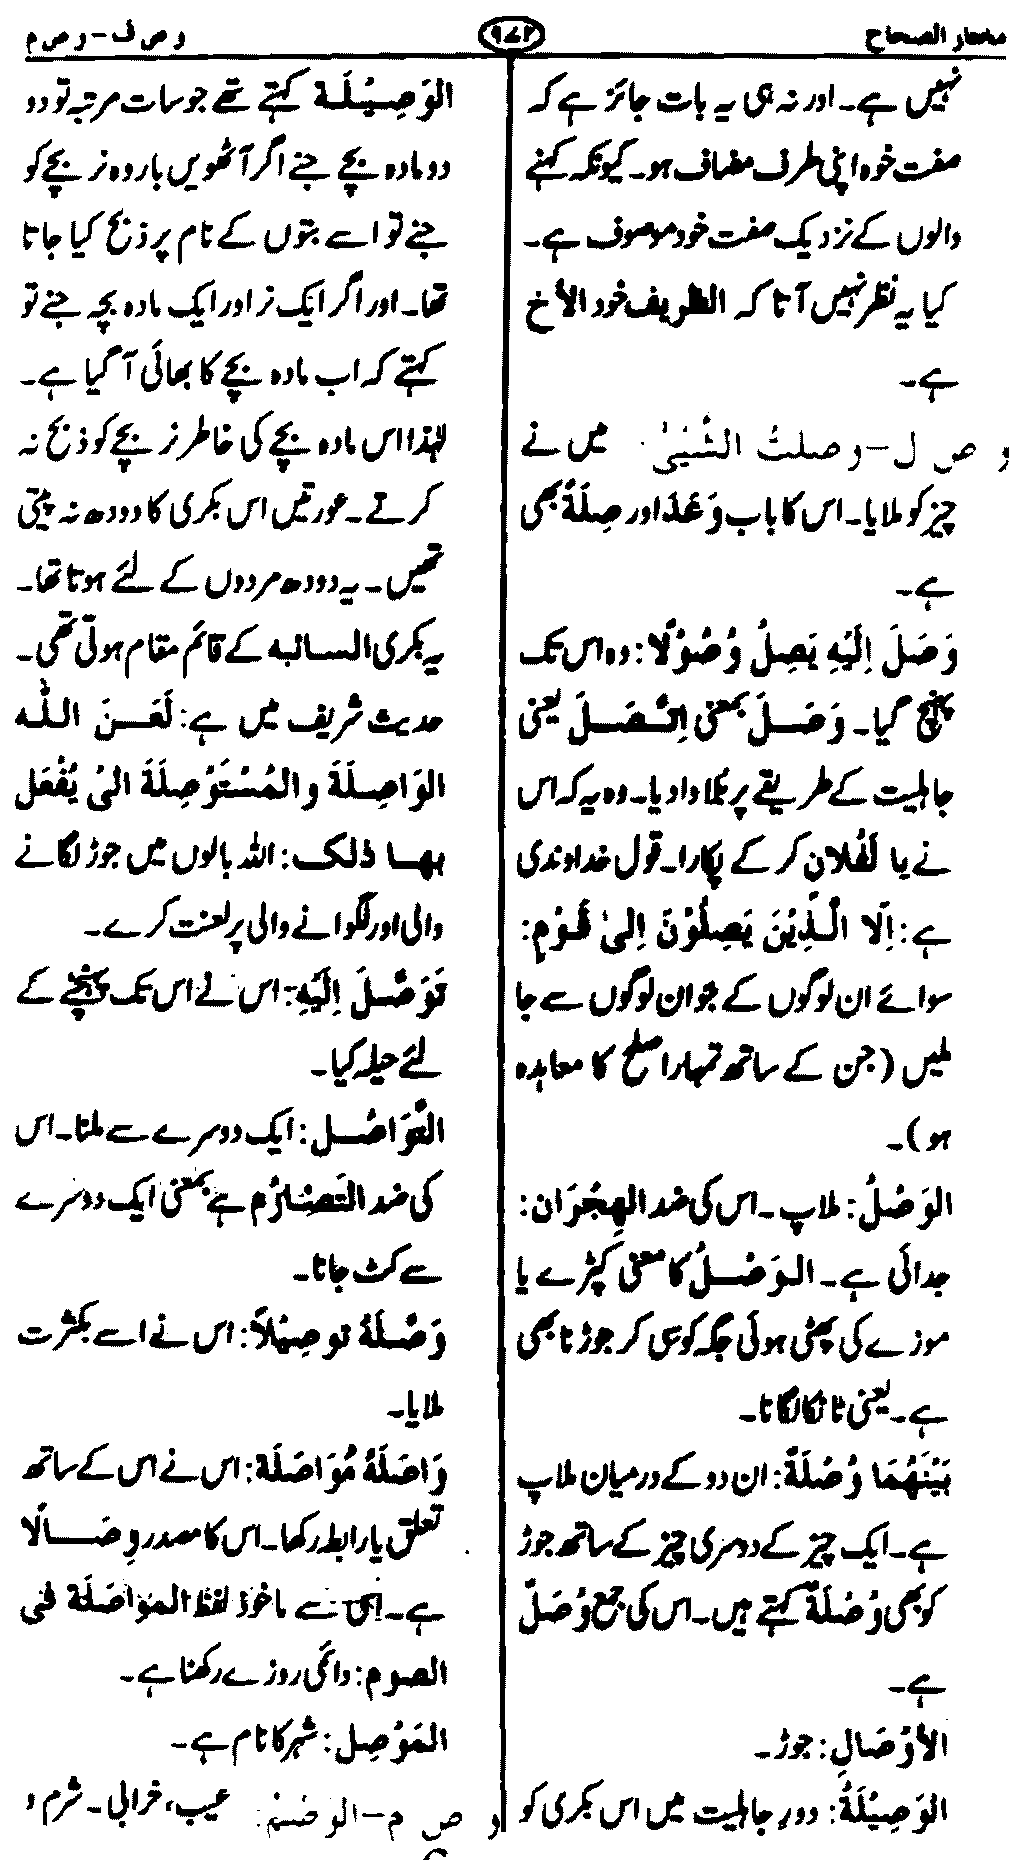 مختار الصحاح
۹۷۲
و ص ف – و ص م
نہیں ہے۔ اور نہ ہی یہ بات جائز ہے کہ
صفت خود اپنی طرف مضاف ہو۔ کیونکہ کہنے
والوں کے نزدیک صفت خود موصوف ہے۔
کیا یہ نظر نہیں آتا کہ الظریف خود الأخ
ہے۔
و ص ل – وصلتُ الشَّیْئَ میں نے
چیز کو ملایا۔ اس کا باب وَعَدَ اور صِلَۃً بھی
ہے۔
وَصَلَ اِلَیْہِ یَصِلُ وُصُوْلًا: وہ اس تک
پہنچ گیا۔ وَصَلَ بمعنی اِتَّصَلَ یعنی
جاہلیت کے طریقے پر بُلاوا دیا۔ وہ یہ کہ اس
نے یا لَفُلَان کر کے پکارا۔ قول خداوندی
ہے: اِلَّا الَّذِیْنَ یَصِلُوْنَ اِلیٰ قَوْمٍ:
سوائے ان لوگوں کے جو ان لوگوں سے جا
ملیں (جن کے ساتھ تمہارا صلح کا معاہدہ
ہو)۔
الوَصْلُ: ملاپ۔ اس کی ضد الھِجْرَان:
جدائی ہے۔ الوَصْلُ کا معنی کپڑے یا
موزے کی پھٹی ہوئی جگہ کو سی کر جوڑنا بھی
ہے۔ یعنی ٹانکا لگانا۔
بَیْنَھُمَا وُصْلَۃٌ: ان دو کے درمیان ملاپ
ہے۔ ایک چیز کے دوسری چیز کے ساتھ جوڑ
کو بھی وُصْلَۃٌ کہتے ہیں۔ اس کی جمع وُصَلٌ
ہے۔
الأوْصَالِ: جوڑ۔
الوَصِیْلَۃُ: دورِ جاہلیت میں اس بکری کو
الوَصِیْلَۃ کہتے تھے جو سات مرتبہ تو دو
دو مادہ بچے جنے اگر آٹھویں بار وہ نر بچے کو
جنے تو اسے بتوں کے نام پر ذبح کیا جاتا
تھا۔ اور اگر ایک نر اور ایک مادہ بچہ جنے تو
کہتے کہ اب مادہ بچے کا بھائی آ گیا ہے۔
لہٰذا اس مادہ بچے کی خاطر نر بچے کو ذبح نہ
کرتے۔ عورتیں اس بکری کا دودھ نہ پیتی
تھیں۔ یہ دودھ مردوں کے لئے ہوتا تھا۔
یہ بکری السائبہ کے قائم مقام ہوتی تھی۔
حدیث شریف میں ہے: لَعَنَ اللّٰہ
الوَاصِلَۃَ والمُسْتَوْصِلَۃَ الیٰ یُفْعَل
بھا ذلک: اللہ بالوں میں جوڑ لگانے
والی اور لگوانے والی پر لعنت کرے۔
تَوَصَّلَ اِلَیْہِ: اس نے اس تک پہنچنے کے
لئے حیلہ کیا۔
التَّوَاصُل: ایک دوسرے سے ملنا۔ اس
کی ضد التَصَارُم ہے بمعنی ایک دوسرے
سے کٹ جانا۔
وَصَّلَہٗ توصِیْلاً: اس نے اسے بکثرت
ملایا۔
وَاصَلَہٗ مُوَاصَلَۃ: اس نے اس کے ساتھ
تعلق یا رابطہ رکھا۔ اس کا مصدر وِصَالًا
ہے۔ اسی سے ماخوذ لفظ المُوَاصَلَۃ فی
الصوم: دائمی روزے رکھنا ہے۔
المَوْصِل: شہر کا نام ہے۔
و ص م – الوَصْمُ: عیب، خرابی۔ شرم و